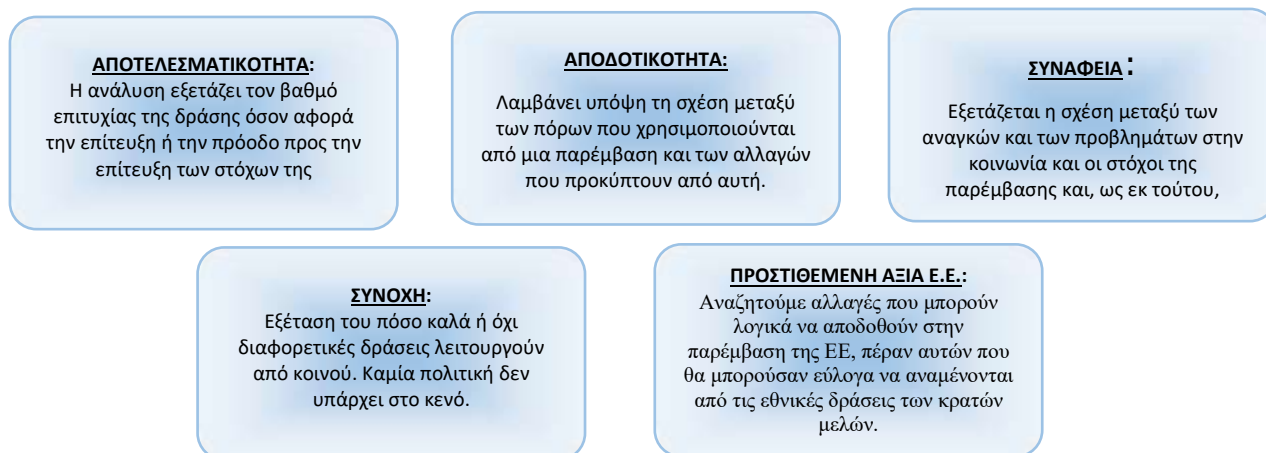 ΑΠΟΤΕΛΕΣΜΑΤΙΚΟΤΗΤΑ:
Η ανάλυση εξετάζει τον βαθμό
επιτυχίας της δράσης όσον αφορά
την επίτευξη ή την πρόοδο προς την
επίτευξη των στόχων της
ΑΠΟΔΟΤΙΚΟΤΗΤΑ:
Λαμβάνει υπόψη τη σχέση μεταξύ
των πόρων που χρησιμοποιούνται
από μια παρέμβαση και των αλλαγών
που προκύπτουν από αυτή.
ΣΥΝΑΦΕΙΑ:
Εξετάζεται η σχέση μεταξύ των
αναγκών και των προβλημάτων στην
κοινωνία και οι στόχοι της
παρέμβασης και, ως εκ τούτου,
ΣΥΝΟΧΗ:
Εξέταση του πόσο καλά ή όχι
διαφορετικές δράσεις λειτουργούν
από κοινού. Καμία πολιτική δεν
υπάρχει στο κενό.
ΠΡΟΣΤΙΘΕΜΕΝΗ ΑΞΙΑ Ε.Ε.:
Αναζητούμε αλλαγές που μπορούν
λογικά να αποδοθούν στην
παρέμβαση της ΕΕ, πέραν αυτών που
θα μπορούσαν εύλογα να αναμένονται
από τις εθνικές δράσεις των κρατών
μελών.